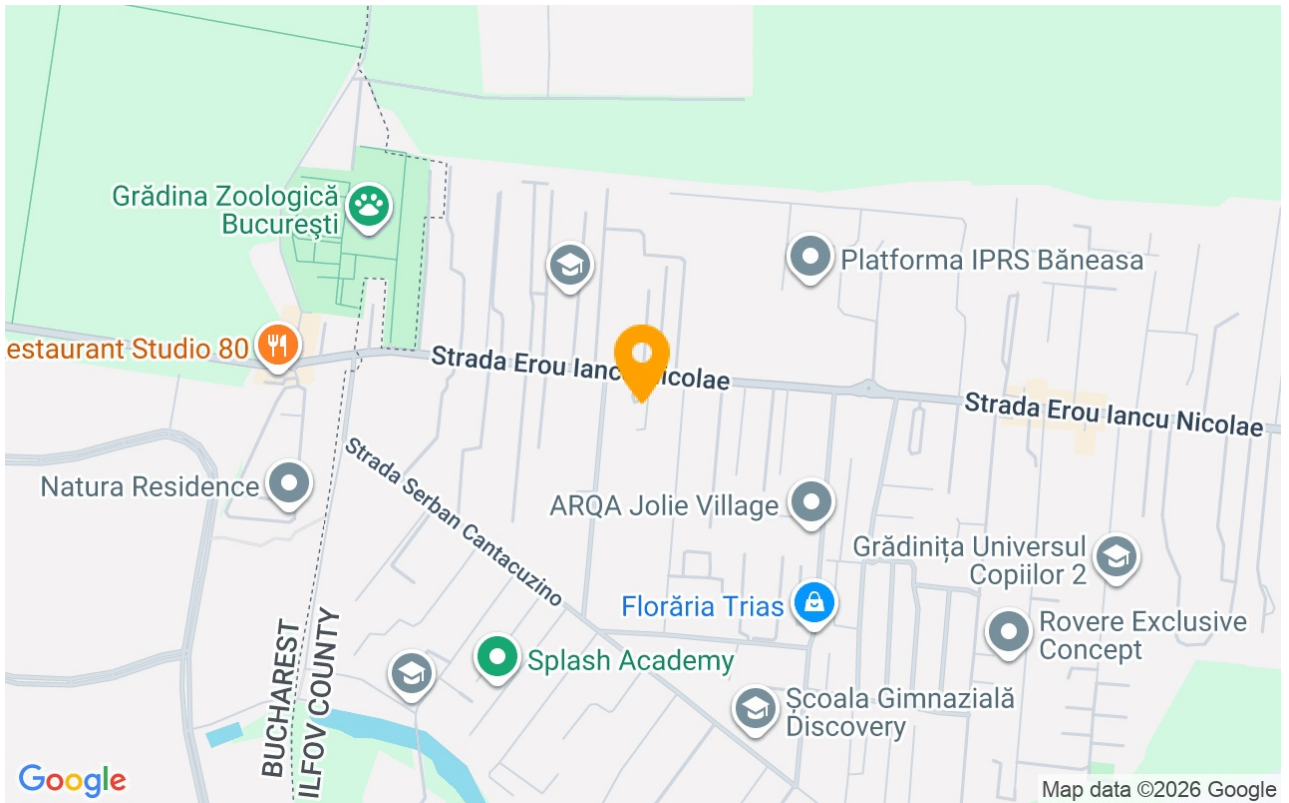 Grădina Zoologică
București
Platforma IPRS Băneasa
estaurant Studio 80
Strada Erou Iancu Nicolae
Strada Erou Iancu Nicolae
Strada Serban Cantacuzino
Natura Residence
ARQA Jolie Village
Grădinița Universul
Copiilor 2
Florăria Trias
Rovere Exclusive
Concept
Splash Academy
Școala Gimnazială
Discovery
BUCHAREST
ILFOV COUNTY
Google
Map data ©2026 Google